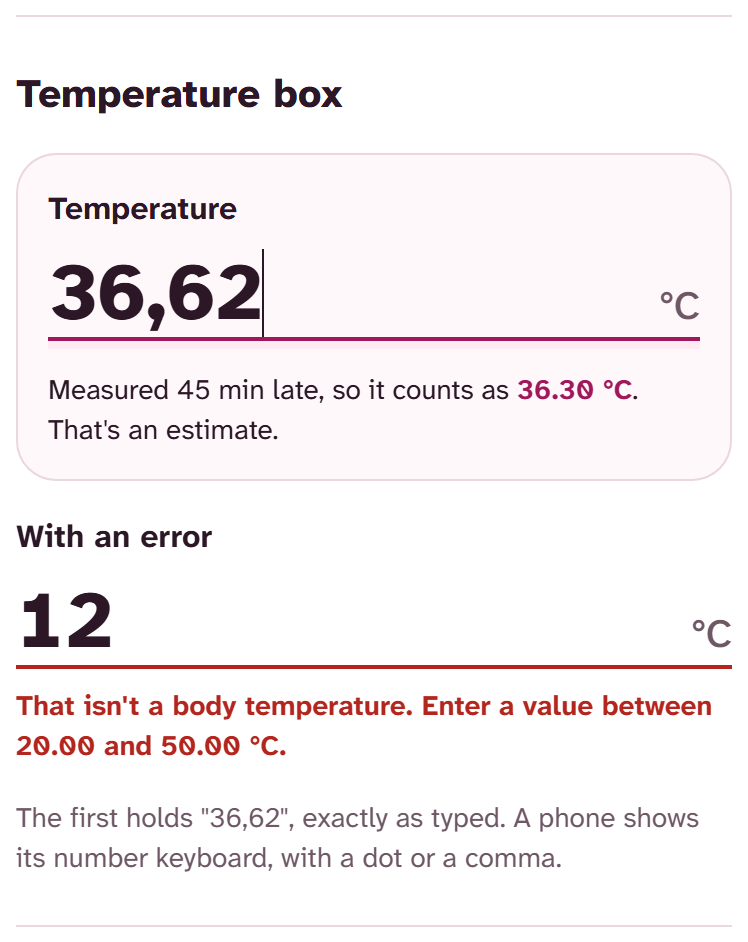 Temperature box
Temperature
36,62
°C
Measured 45 min late, so it counts as 36.30 °C.
That's an estimate.
With an error
12
°C
That isn't a body temperature. Enter a value between
20.00 and 50.00 °C.
The first holds "36,62", exactly as typed. A phone shows
its number keyboard, with a dot or a comma.